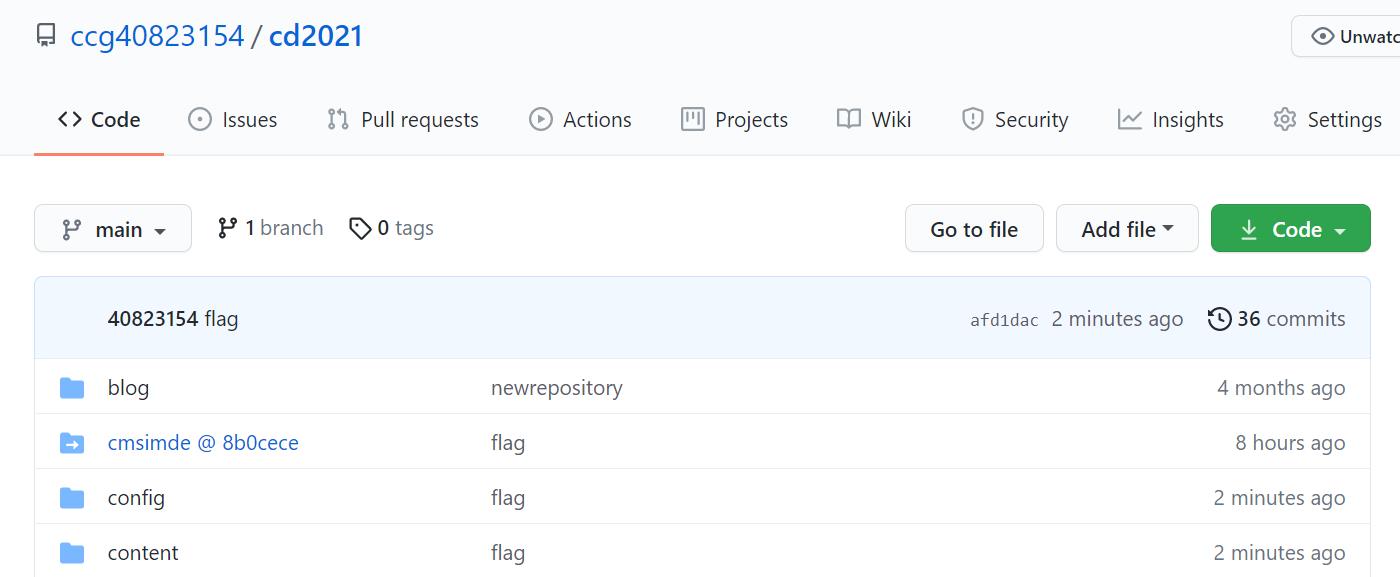 ccg40823154 / cd2021
Code Issues Pull requests Actions Projects Wiki Security Insights Settings
main 1 branch 0 tags Go to file Add file Code
40823154 flag afd1dac 2 minutes ago 36 commits
blog newrepository 4 months ago
cmsimde @ 8b0cece flag 8 hours ago
config flag 2 minutes ago
content flag 2 minutes ago